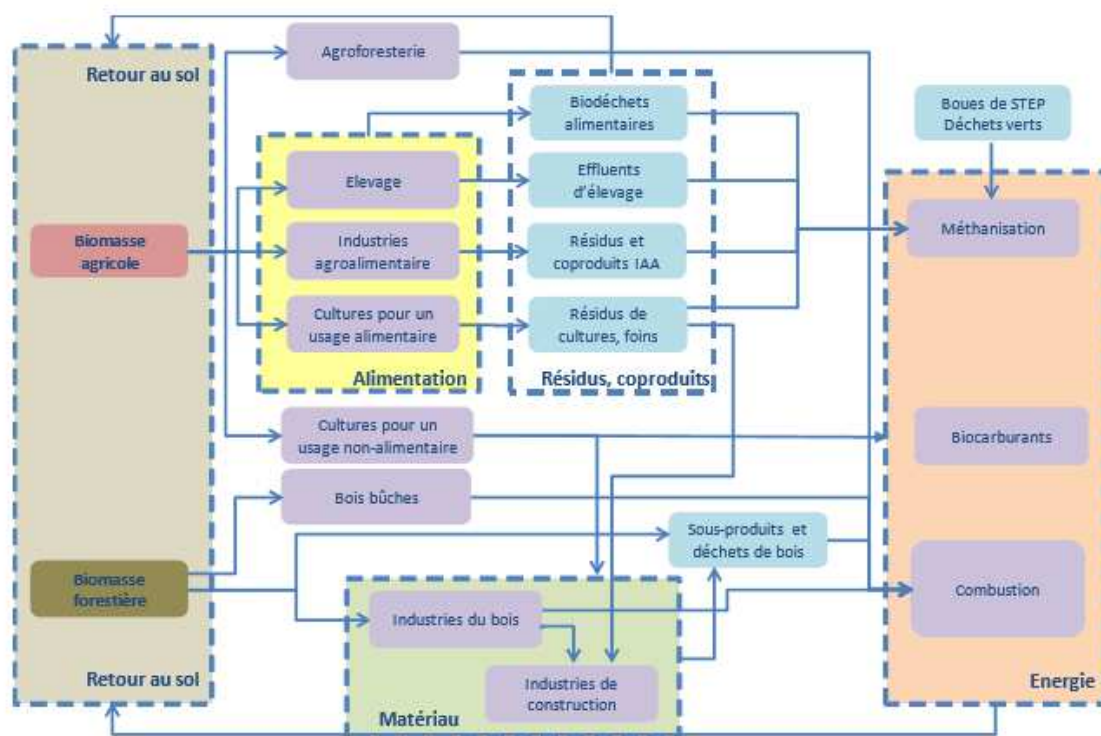 Retour au sol
Agroforesterie
Biodéchets
alimentaires
Boues de STEP
Déchets verts
Elevage
Effluents
d'élevage
Biomasse
agricole
Industries
agroalimentaire
Résidus et
coproduits IAA
Méthanisation
Cultures pour un
usage alimentaire
Résidus de
cultures, foins
Alimentation
Résidus, coproduits
Cultures pour un
usage non-alimentaire
Biocarburants
Bois bûches
Sous-produits et
déchets de bois
Biomasse
forestière
Combustion
Industries du bois
Retour au sol
Industries de
construction
Matériau
Energie